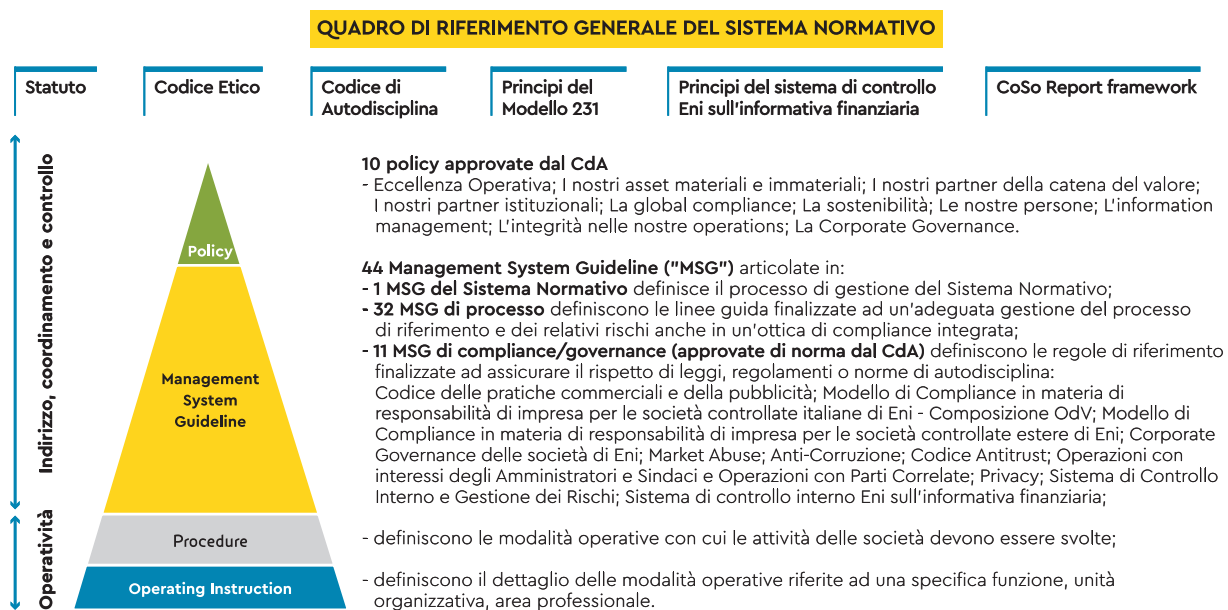 QUADRO DI RIFERIMENTO GENERALE DEL SISTEMA NORMATIVO
Statuto
Codice Etico
Codice di
Autodisciplina
Principi del
Modello 231
Principi del sistema di controllo
Eni sull'informativa finanziaria
CoSo Report framework
Indirizzo, coordinamento e controllo
Operatività
Policy
Management
System
Guideline
Procedure
Operating Instruction
10 policy approvate dal CdA
- Eccellenza Operativa; I nostri asset materiali e immateriali; I nostri partner della catena del valore;
I nostri partner istituzionali; La global compliance; La sostenibilità; Le nostre persone; L'information
management; L'integrità nelle nostre operations; La Corporate Governance.
44 Management System Guideline ("MSG") articolate in:
- 1 MSG del Sistema Normativo definisce il processo di gestione del Sistema Normativo;
- 32 MSG di processo definiscono le linee guida finalizzate ad un'adeguata gestione del processo
di riferimento e dei relativi rischi anche in un'ottica di compliance integrata;
- 11 MSG di compliance/governance (approvate di norma dal CdA) definiscono le regole di riferimento
finalizzate ad assicurare il rispetto di leggi, regolamenti o norme di autodisciplina:
Codice delle pratiche commerciali e della pubblicità; Modello di Compliance in materia di
responsabilità di impresa per le società controllate italiane di Eni - Composizione OdV; Modello di
Compliance in materia di responsabilità di impresa per le società controllate estere di Eni; Corporate
Governance delle società di Eni; Market Abuse; Anti-Corruzione; Codice Antitrust; Operazioni con
interessi degli Amministratori e Sindaci e Operazioni con Parti Correlate; Privacy; Sistema di Controllo
Interno e Gestione dei Rischi; Sistema di controllo interno Eni sull'informativa finanziaria;
- definiscono le modalità operative con cui le attività delle società devono essere svolte;
- definiscono il dettaglio delle modalità operative riferite ad una specifica funzione, unità
organizzativa, area professionale.